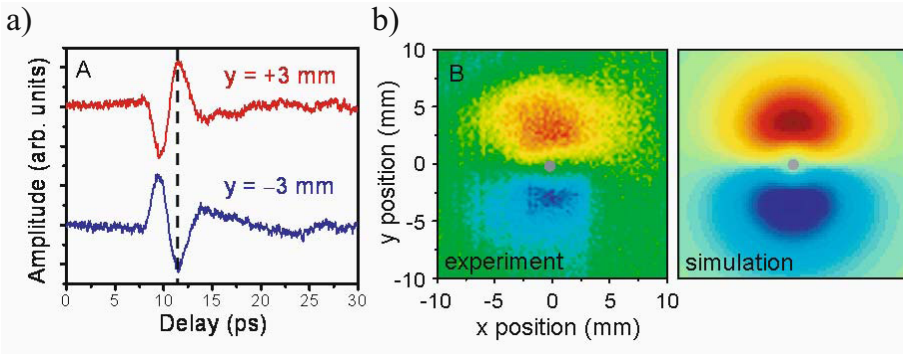 a)
A
y = +3 mm
y = −3 mm
Amplitude (arb. units)
0 5 10 15 20 25 30
Delay (ps)
b)
B
10
5
0
-5
-10
y position (mm)
experiment
-10 -5 0 5 10
x position (mm)
simulation